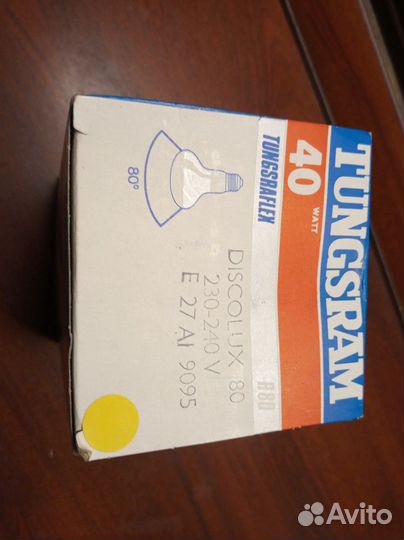 TUNGSRAM
40
WATT
TUNGSRAFLEX
R80
80°
DISCOLUX 80
230-240 V
E 27 AI 9095
Avito